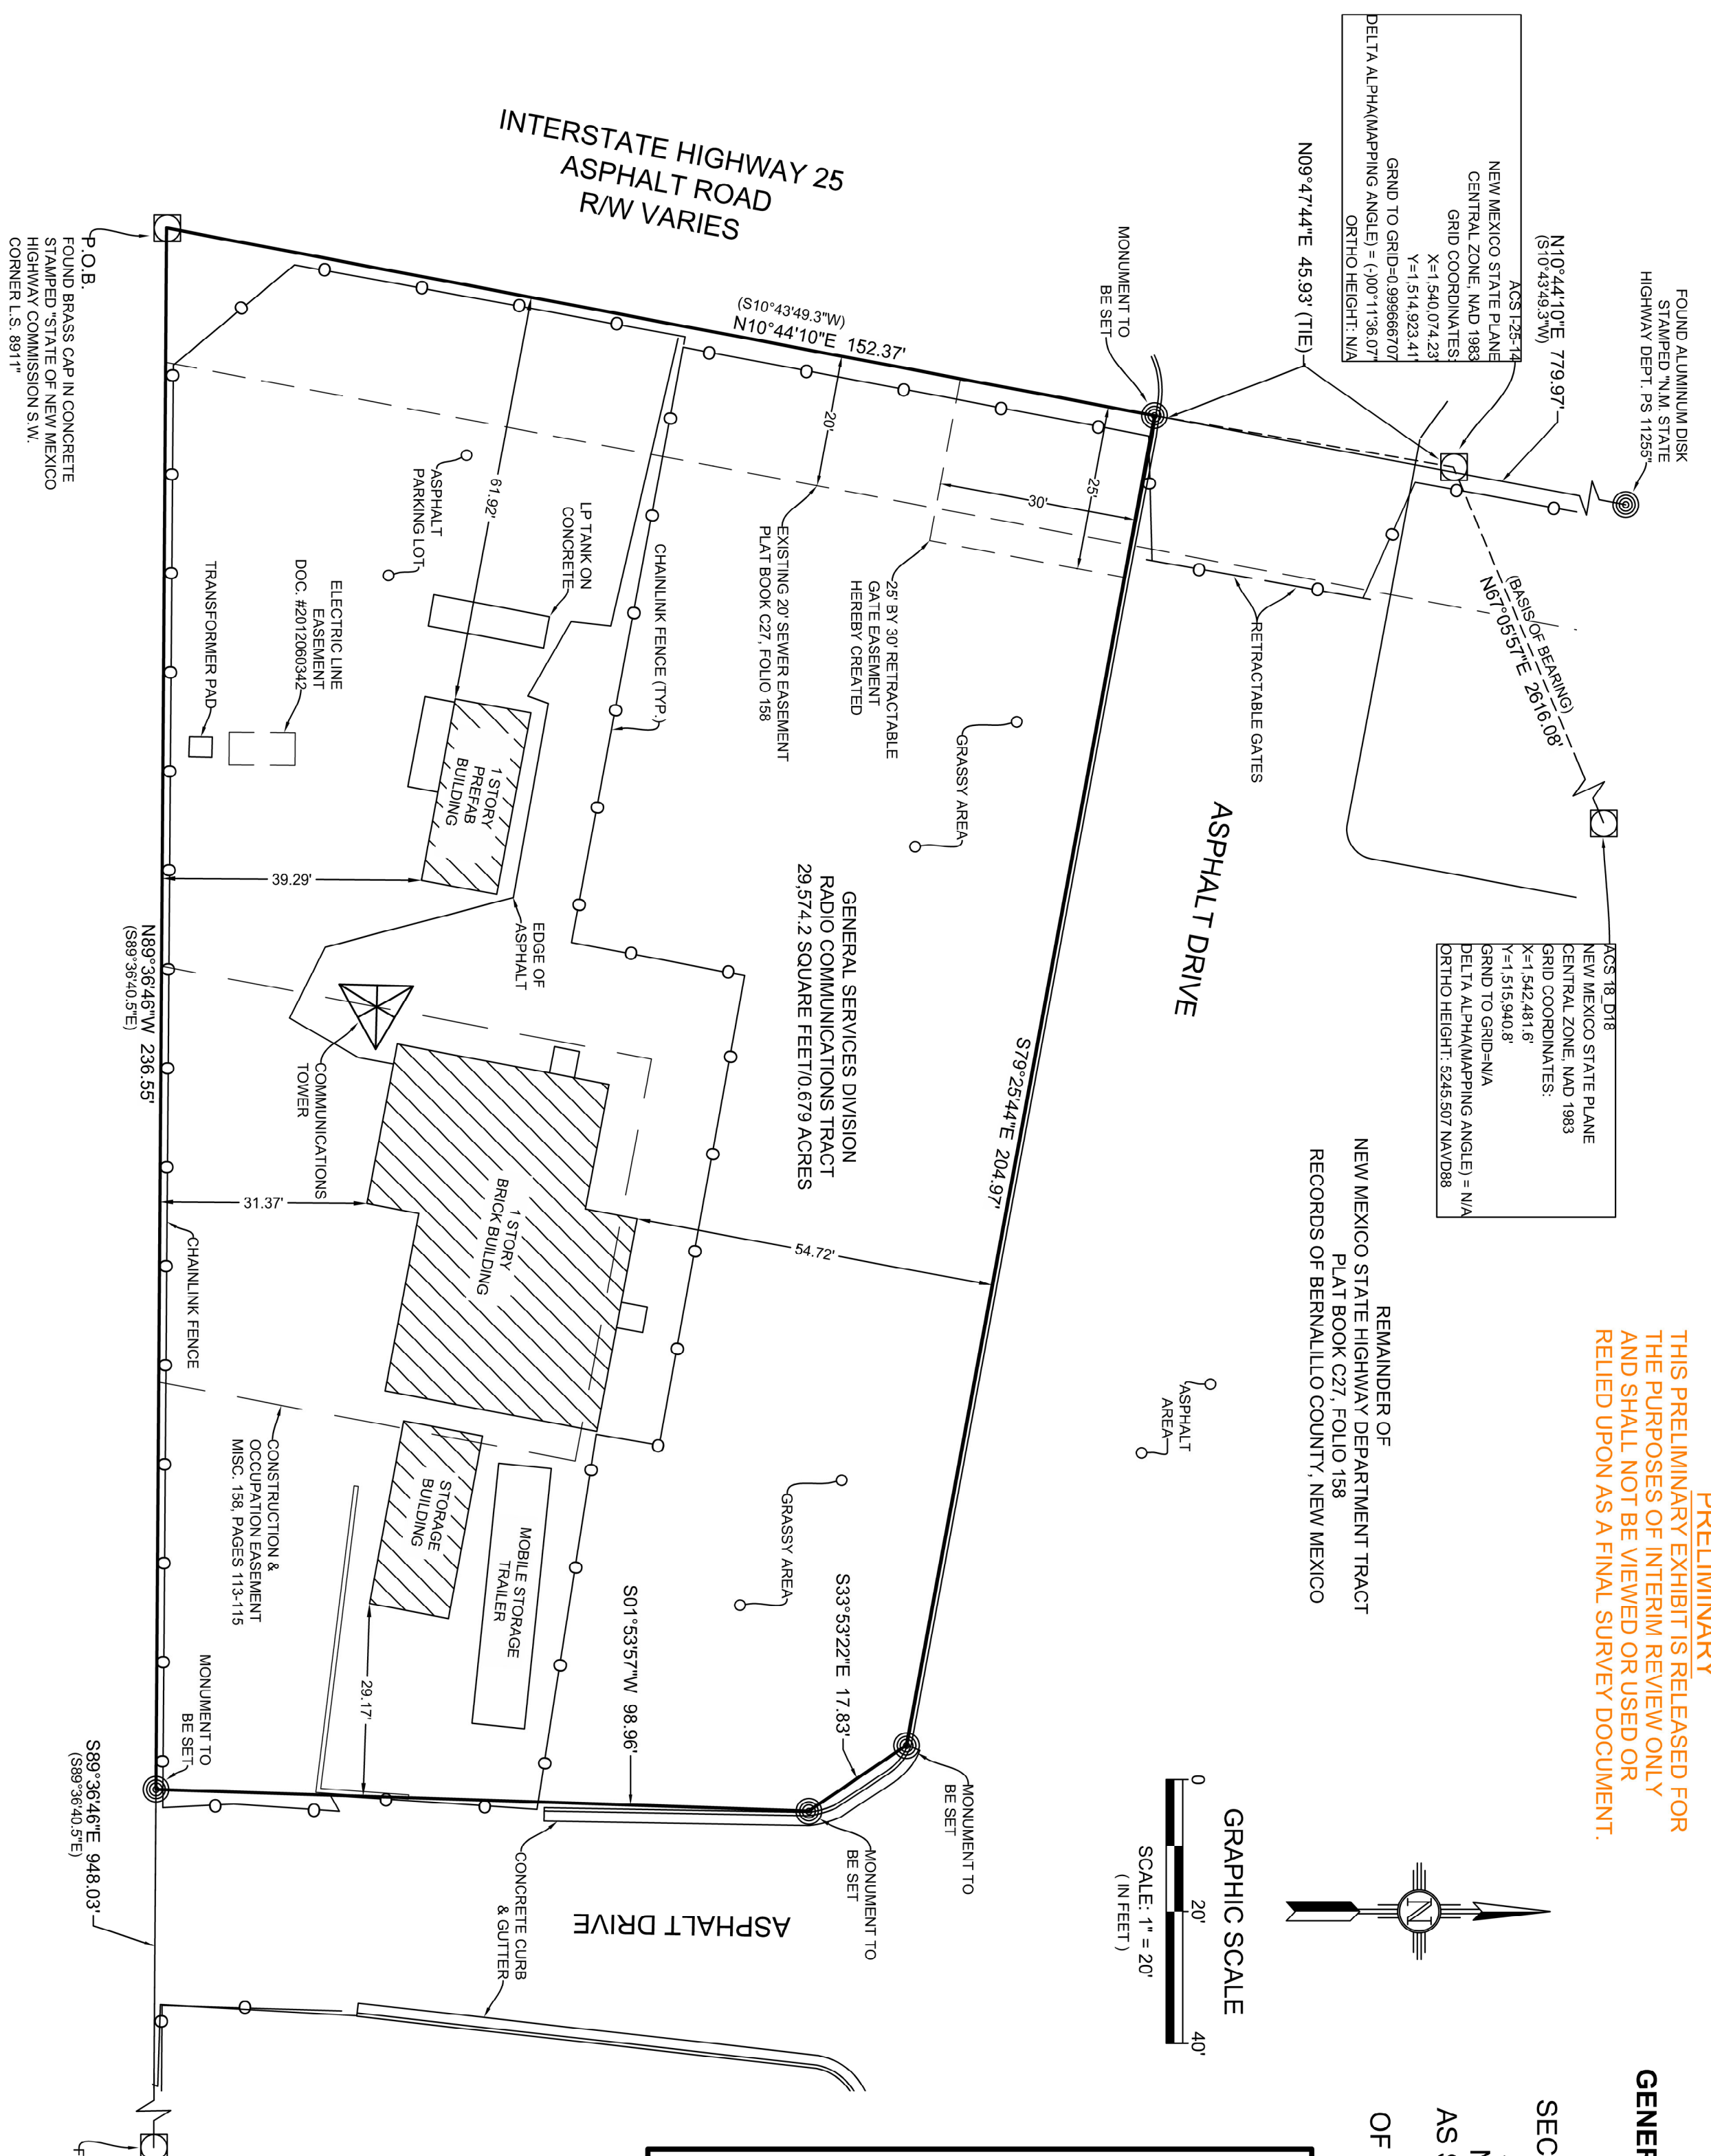 FOUND ALUMINUM DISK
STAMPED "N.M. STATE
HIGHWAY DEPT. PS 11255"
N10°44'10"E 779.97'
(S10°43'49.3"W)
ACS I-25-14
NEW MEXICO STATE PLANE
CENTRAL ZONE, NAD 1983
GRID COORDINATES:
X=1,540,074.23'
Y=1,514,923.41'
GRND TO GRID=0.999666707
DELTA ALPHA(MAPPING ANGLE) = (-)00°11'36.07"
ORTHO HEIGHT: N/A
N09°47'44"E 45.93' (TIE)
(BASIS OF BEARING)
N67°05'57"E 2616.08'
ACS 18_D18
NEW MEXICO STATE PLANE
CENTRAL ZONE, NAD 1983
GRID COORDINATES:
X=1,542,481.6'
Y=1,515,940.8'
GRND TO GRID=N/A
DELTA ALPHA(MAPPING ANGLE) = N/A
ORTHO HEIGHT: 5245.507 NAVD88
PRELIMINARY
THIS PRELIMINARY EXHIBIT IS RELEASED FOR
THE PURPOSES OF INTERIM REVIEW ONLY
AND SHALL NOT BE VIEWED OR USED OR
RELIED UPON AS A FINAL SURVEY DOCUMENT.
REMAINDER OF
NEW MEXICO STATE HIGHWAY DEPARTMENT TRACT
PLAT BOOK C27, FOLIO 158
RECORDS OF BERNALILLO COUNTY, NEW MEXICO
N
GRAPHIC SCALE
0
20'
40'
SCALE: 1" = 20'
( IN FEET )
GENER
SEC
N
AS S
OF
INTERSTATE HIGHWAY 25
ASPHALT ROAD
R/W VARIES
MONUMENT TO
BE SET
RETRACTABLE GATES
ASPHALT DRIVE
ASPHALT
AREA
(S10°43'49.3"W)
N10°44'10"E 152.37'
20'
25'
30'
25' BY 30' RETRACTABLE
GATE EASEMENT
HEREBY CREATED
EXISTING 20' SEWER EASEMENT
PLAT BOOK C27, FOLIO 158
GRASSY AREA
S79°25'44"E 204.97'
GENERAL SERVICES DIVISION
RADIO COMMUNICATIONS TRACT
29,574.2 SQUARE FEET/0.679 ACRES
CHAINLINK FENCE (TYP.)
LP TANK ON
CONCRETE
61.92'
ASPHALT
PARKING LOT
1 STORY
PREFAB
BUILDING
ELECTRIC LINE
EASEMENT
DOC. #2012060342
TRANSFORMER PAD
39.29'
EDGE OF
ASPHALT
COMMUNICATIONS
TOWER
1 STORY
BRICK BUILDING
31.37'
54.72'
CHAINLINK FENCE
GRASSY AREA
S33°53'22"E 17.83'
S01°53'57"W 98.96'
MOBILE STORAGE
TRAILER
STORAGE
BUILDING
29.17'
CONSTRUCTION &
OCCUPATION EASEMENT
MISC. 158, PAGES 113-115
MONUMENT TO
BE SET
MONUMENT TO
BE SET
MONUMENT TO
BE SET
CONCRETE CURB
& GUTTER
ASPHALT DRIVE
P.O.B.
FOUND BRASS CAP IN CONCRETE
STAMPED "STATE OF NEW MEXICO
HIGHWAY COMMISSION S.W.
CORNER L.S. 8911"
N89°36'46"W 236.55'
(S89°36'40.5"E)
S89°36'46"E 948.03'
(S89°36'40.5"E)